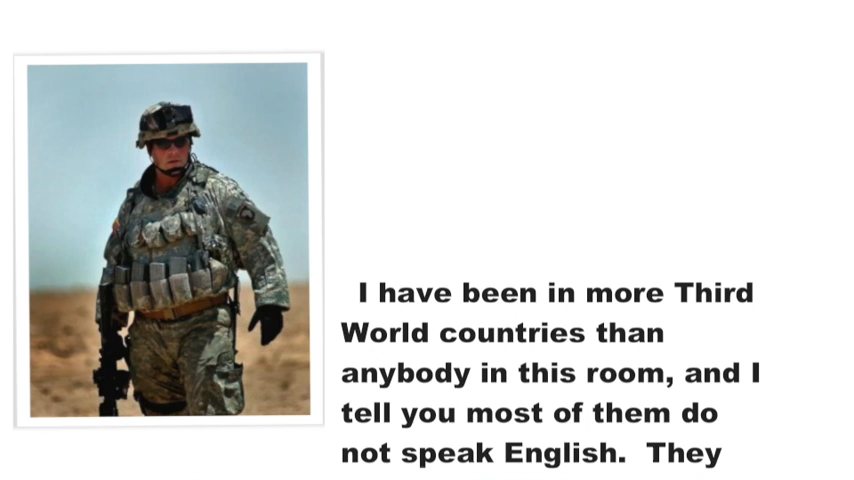 I have been in more Third
World countries than
anybody in this room, and I
tell you most of them do
not speak English.  They